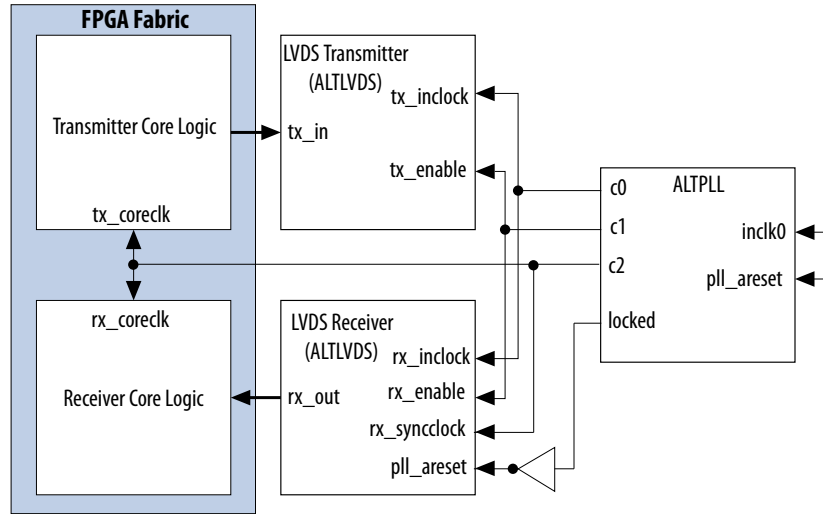 FPGA Fabric
Transmitter Core Logic
tx_coreclk
rx_coreclk
Receiver Core Logic
LVDS Transmitter
(ALTLVDS)
tx_inclock
tx_in
tx_enable
LVDS Receiver
(ALTLVDS)
rx_inclock
rx_out
rx_enable
rx_syncclock
pll_areset
ALTPLL
c0
c1
inclk0
c2
pll_areset
locked